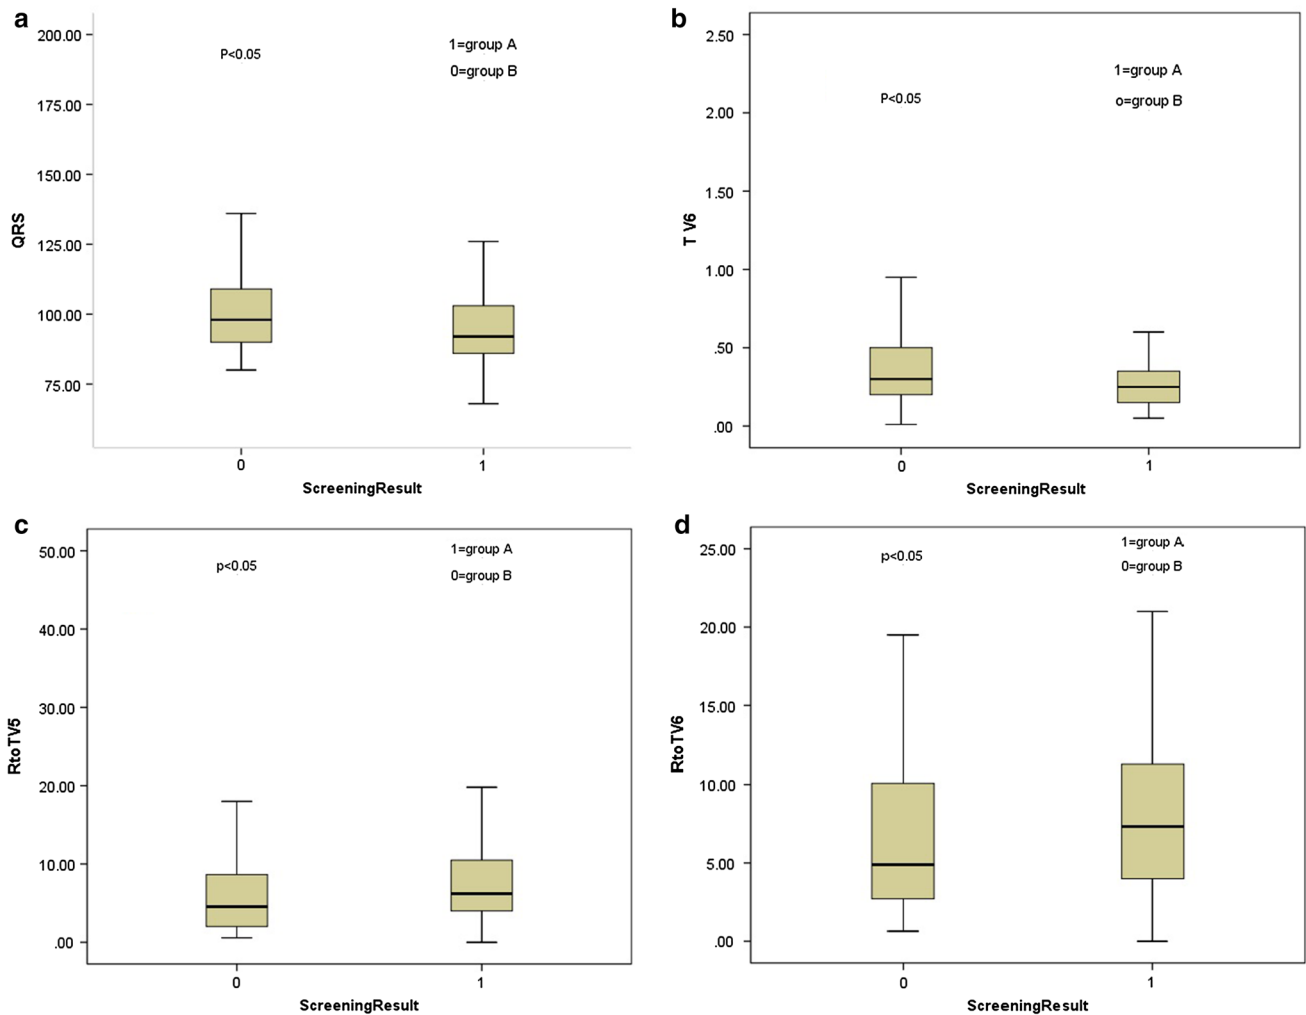 a
200.00
175.00
150.00
125.00
100.00
75.00
QRS
P<0.05
1=group A
0=group B
0
1
ScreeningResult
b
2.50
2.00
1.50
1.00
.50
.00
T V6
P<0.05
1=group A
o=group B
0
1
ScreeningResult
c
50.00
40.00
30.00
20.00
10.00
.00
RtoTV5
p<0.05
1=group A
0=group B
0
1
ScreeningResult
d
25.00
20.00
15.00
10.00
5.00
.00
RtoTV6
p<0.05
1=group A
0=group B
0
1
ScreeningResult